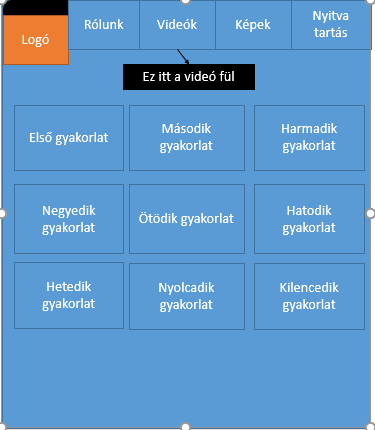 Logó
Rólunk
Videók
Képek
Nyitva
tartás
Ez itt a videó fül
Első gyakorlat
Második
gyakorlat
Harmadik
gyakorlat
Negyedik
gyakorlat
Ötödik gyakorlat
Hatodik
gyakorlat
Hetedik
gyakorlat
Nyolcadik
gyakorlat
Kilencedik
gyakorlat